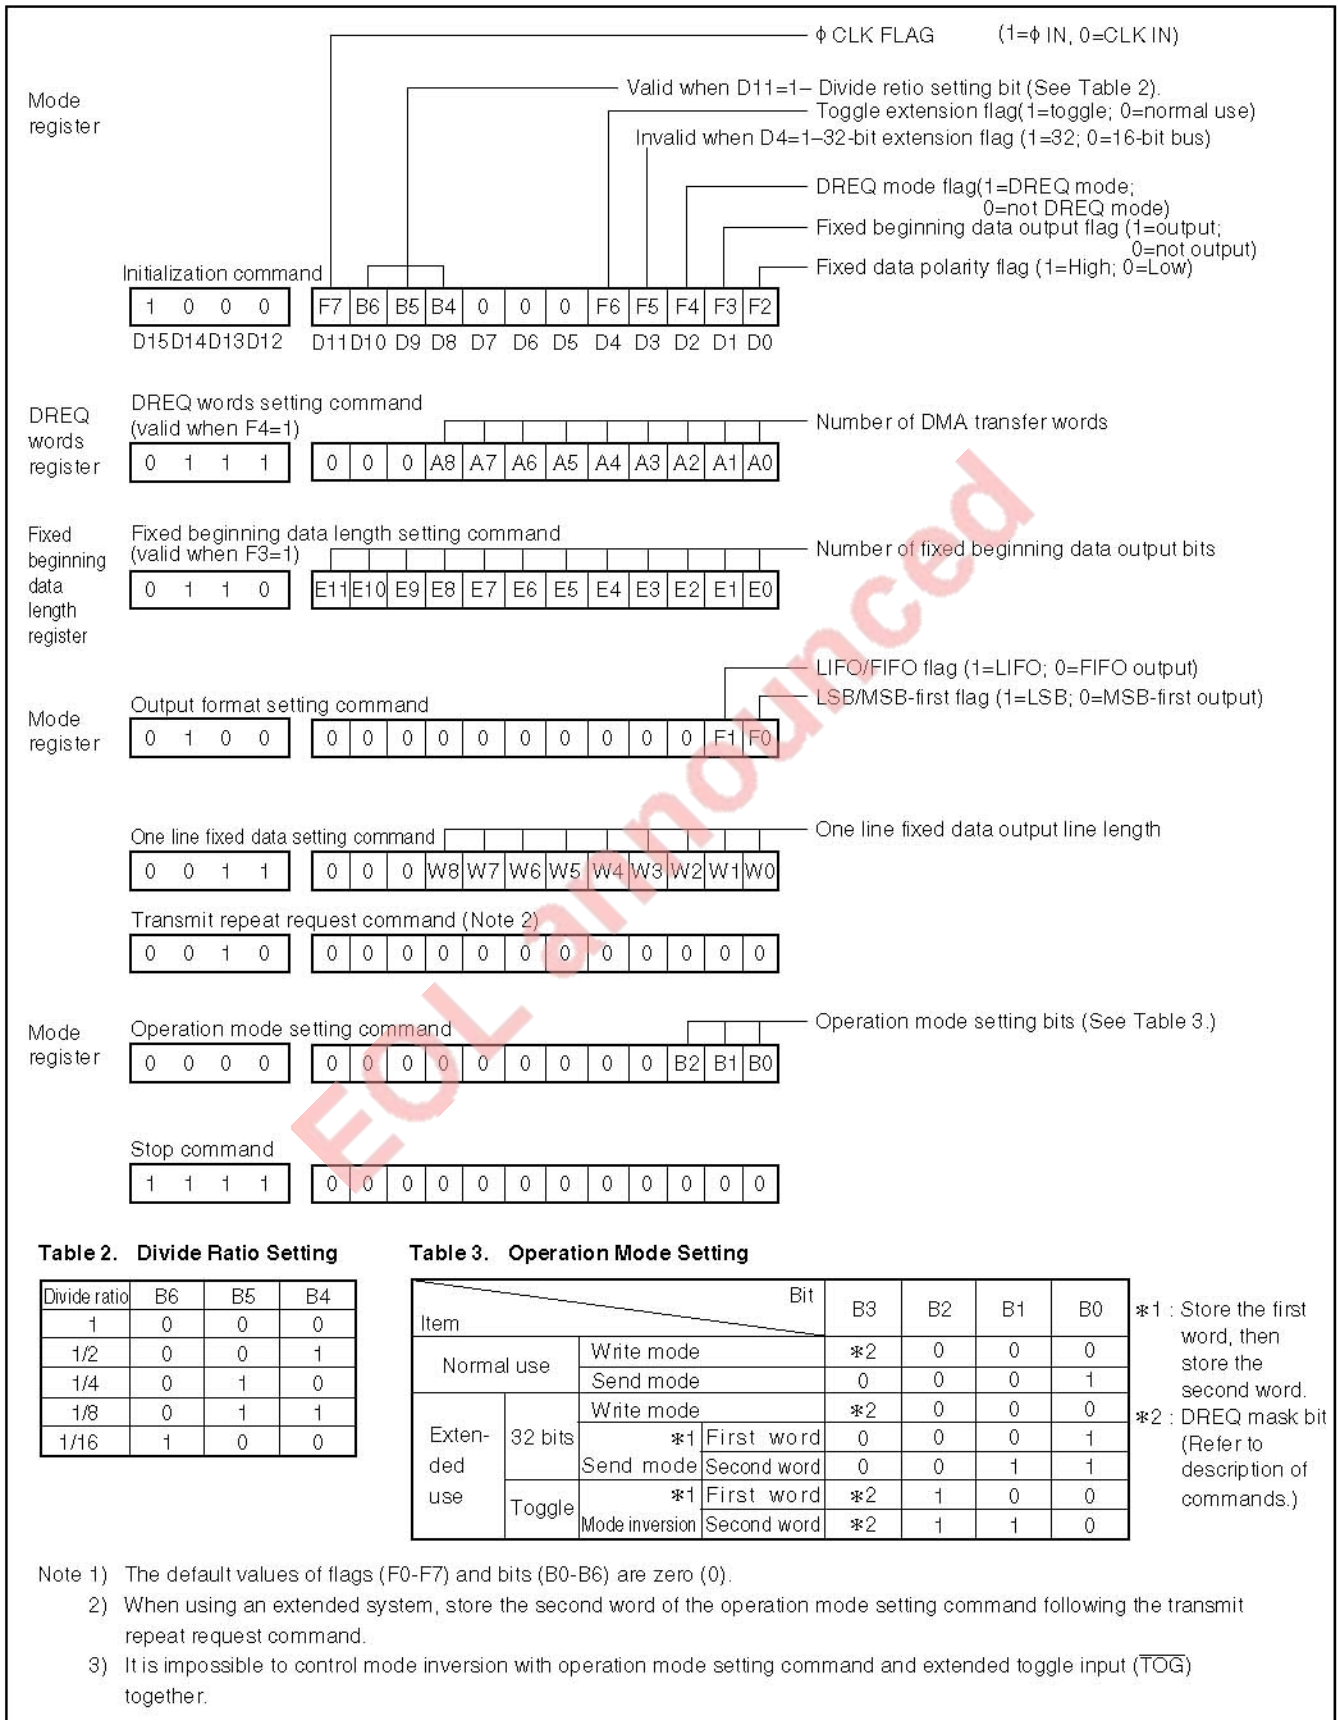 ϕ CLK FLAG (1=ϕ IN, 0=CLK IN)
Mode
register
Valid when D11=1– Divide retio setting bit (See Table 2).
Toggle extension flag(1=toggle; 0=normal use)
Invalid when D4=1–32-bit extension flag (1=32; 0=16-bit bus)
DREQ mode flag(1=DREQ mode;
0=not DREQ mode)
Fixed beginning data output flag (1=output;
0=not output)
Fixed data polarity flag (1=High; 0=Low)
Initialization command
1 0 0 0 F7 B6 B5 B4 0 0 0 F6 F5 F4 F3 F2
D15 D14 D13 D12 D11 D10 D9 D8 D7 D6 D5 D4 D3 D2 D1 D0
DREQ
words
register
DREQ words setting command
(valid when F4=1)
Number of DMA transfer words
0 1 1 1 0 0 0 A8 A7 A6 A5 A4 A3 A2 A1 A0
Fixed
beginning
data
length
register
Fixed beginning data length setting command
(valid when F3=1)
Number of fixed beginning data output bits
0 1 1 0 E11 E10 E9 E8 E7 E6 E5 E4 E3 E2 E1 E0
LIFO/FIFO flag (1=LIFO; 0=FIFO output)
LSB/MSB-first flag (1=LSB; 0=MSB-first output)
Mode
register
Output format setting command
0 1 0 0 0 0 0 0 0 0 0 0 0 0 F1 F0
One line fixed data setting command
One line fixed data output line length
0 0 1 1 0 0 0 W8 W7 W6 W5 W4 W3 W2 W1 W0
Transmit repeat request command (Note 2)
0 0 1 0 0 0 0 0 0 0 0 0 0 0 0 0
Mode
register
Operation mode setting command
Operation mode setting bits (See Table 3.)
0 0 0 0 0 0 0 0 0 0 0 0 0 B2 B1 B0
Stop command
1 1 1 1 0 0 0 0 0 0 0 0 0 0 0 0
EOL announced
Table 2. Divide Ratio Setting
Divide ratio B6 B5 B4
1 0 0 0
1/2 0 0 1
1/4 0 1 0
1/8 0 1 1
1/16 1 0 0
Table 3. Operation Mode Setting
Bit
Item
B3 B2 B1 B0
Normal use
Write mode ＊2 0 0 0
Send mode 0 0 0 1
Exten-
ded
use
32 bits
Write mode ＊2 0 0 0
＊1 First word 0 0 0 1
Send mode Second word 0 0 1 1
Toggle
＊1 First word ＊2 1 0 0
Mode inversion Second word ＊2 1 1 0
＊1 : Store the first
word, then
store the
second word.
＊2 : DREQ mask bit
(Refer to
description of
commands.)
Note 1) The default values of flags (F0-F7) and bits (B0-B6) are zero (0).
2) When using an extended system, store the second word of the operation mode setting command following the transmit
repeat request command.
3) It is impossible to control mode inversion with operation mode setting command and extended toggle input (T̅O̅G̅)
together.